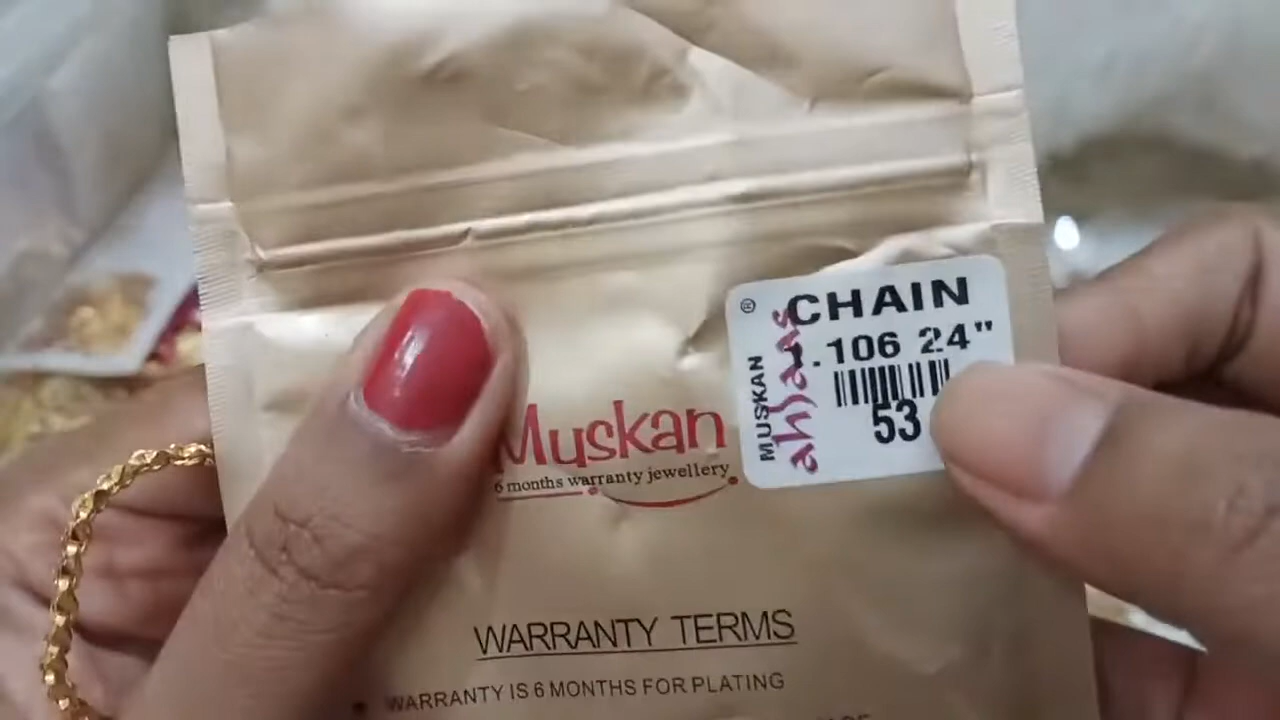 ®
CHAIN
.106 24"
53
MUSKAN
Muskan
6 months warranty jewellery
WARRANTY TERMS
WARRANTY IS 6 MONTHS FOR PLATING